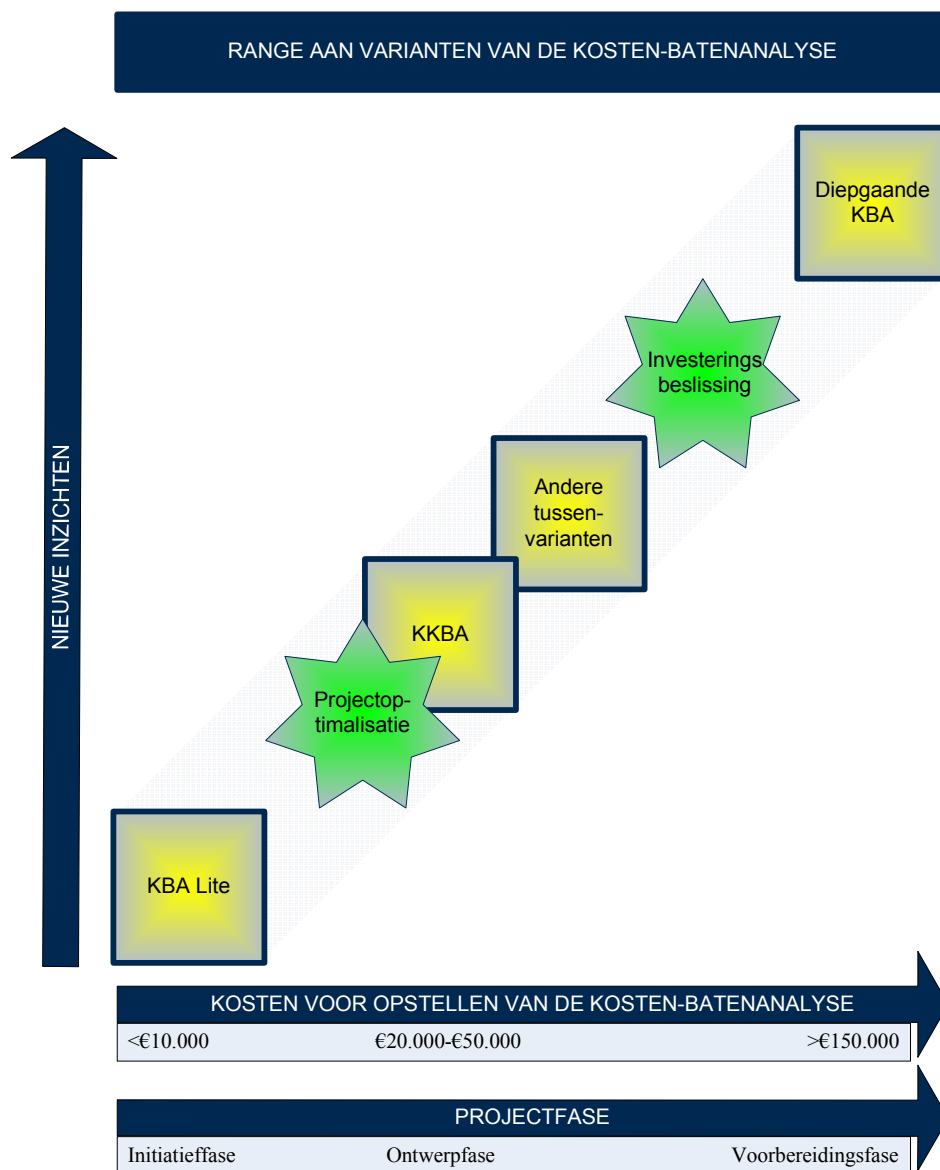 RANGE AAN VARIANTEN VAN DE KOSTEN-BATENANALYSE
NIEUWE INZICHTEN
Diepgaande
KBA
Investerings
beslissing
Andere
tussen-
varianten
KKBA
Projectop-
timalisatie
KBA Lite
KOSTEN VOOR OPSTELLEN VAN DE KOSTEN-BATENANALYSE
<€10.000 €20.000-€50.000 >€150.000
PROJECTFASE
Initiatieffase Ontwerpfase Voorbereidingsfase